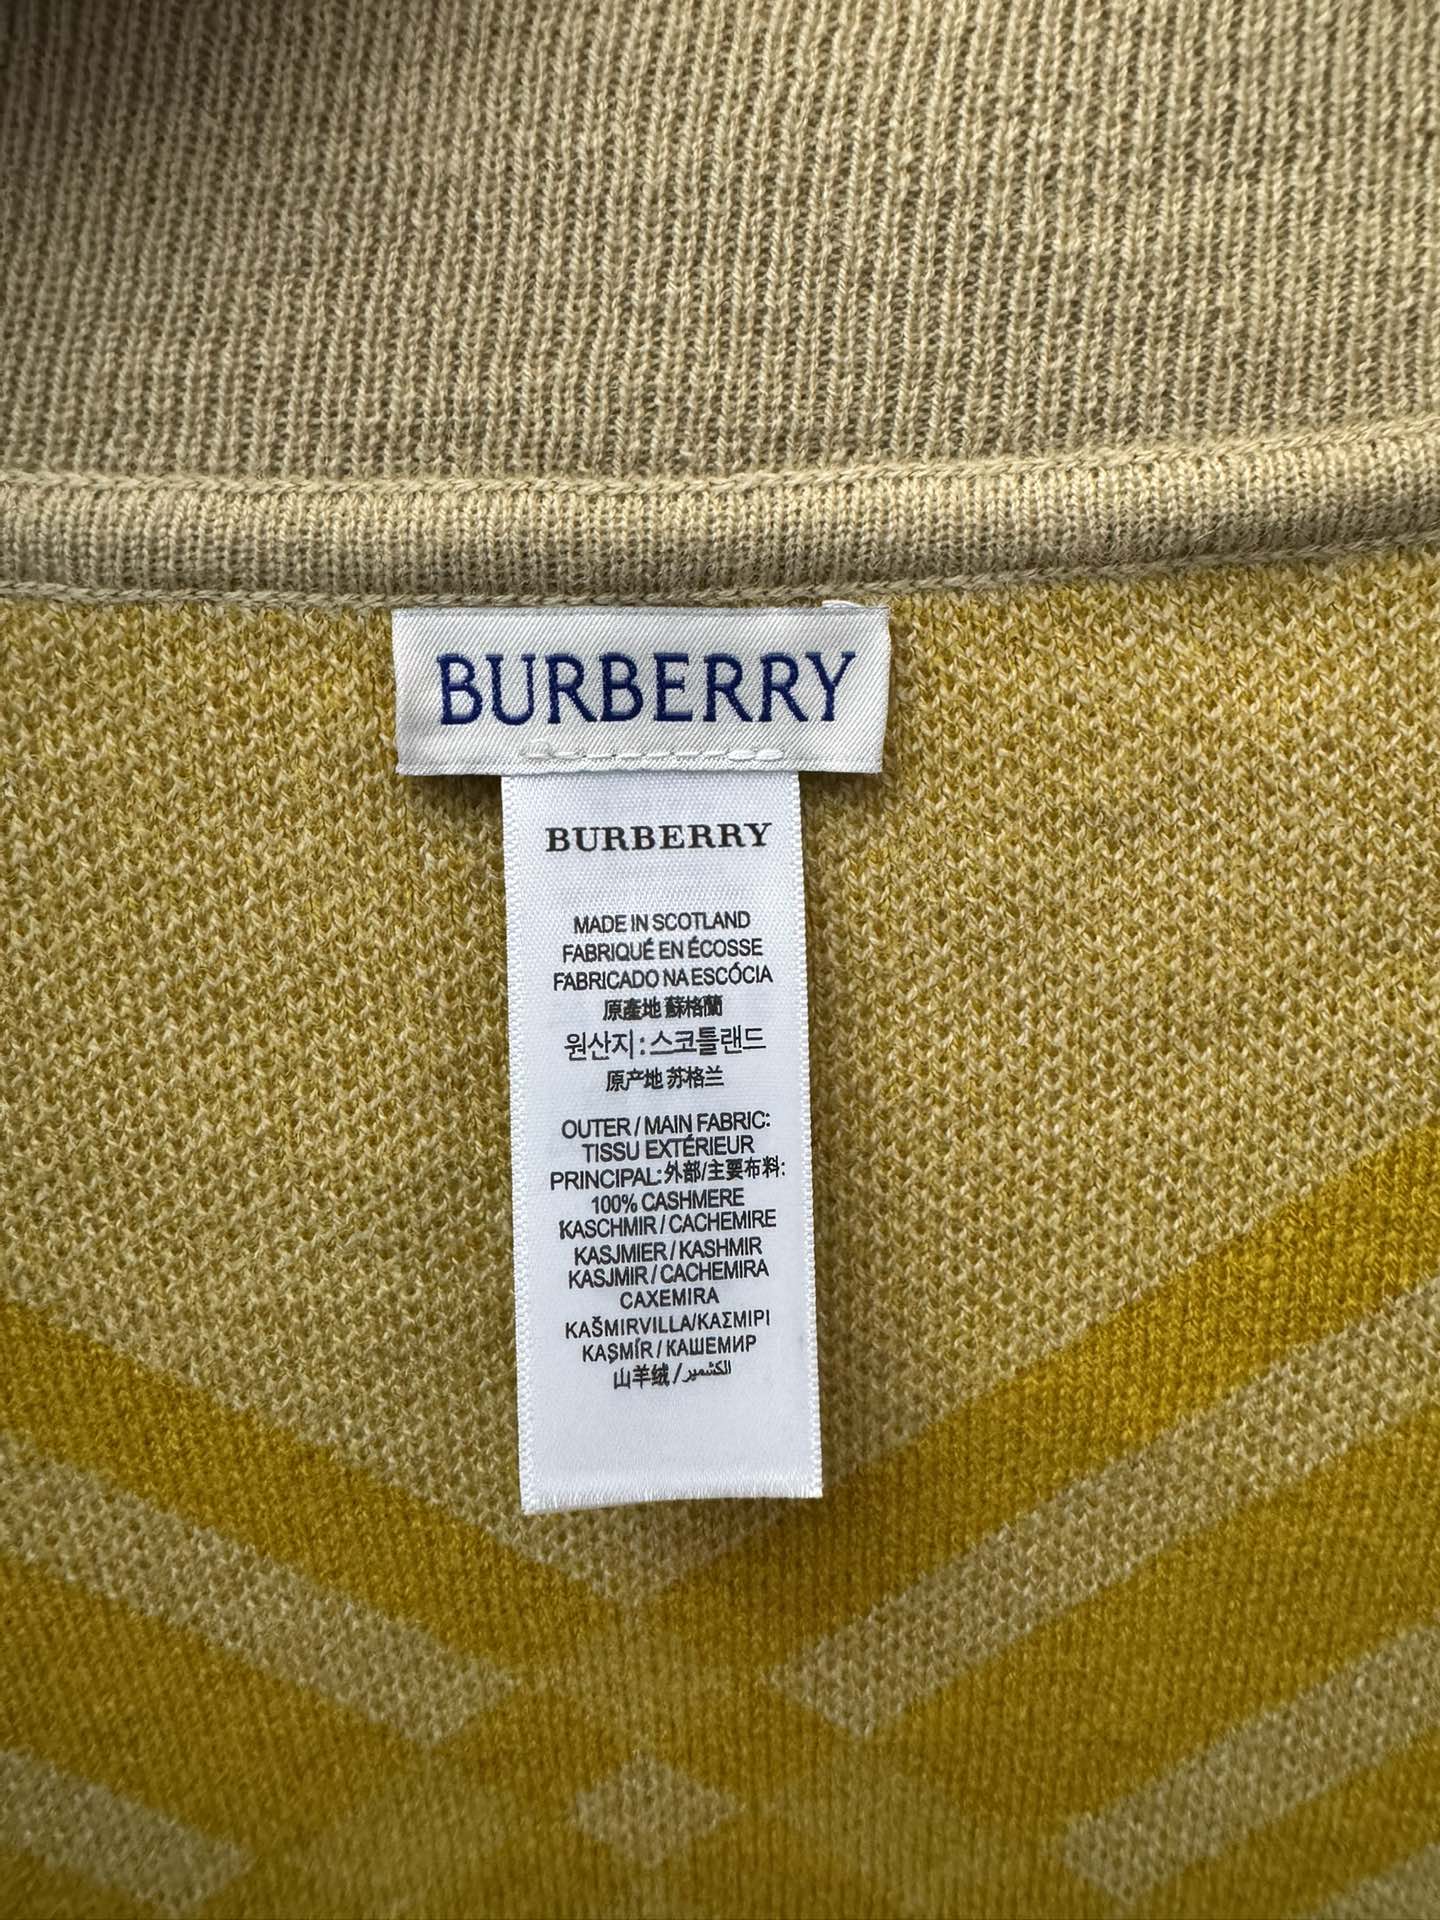 BURBERRY
BURBERRY
MADE IN SCOTLAND
FABRIQUÉ EN ÉCOSSE
FABRICADO NA ESCÓCIA
原產地 蘇格蘭
원산지:스코틀랜드
原产地 苏格兰
OUTER / MAIN FABRIC:
TISSU EXTÉRIEUR
PRINCIPAL:外部/主要布料:
100% CASHMERE
KASCHMIR / CACHEMIRE
KASJMIER / KASHMIR
KASJMIR / CACHEMIRA
CAXEMIRA
KAŠMIRVILLA/ΚΑΣΜΙΡΙ
KAŞMİR / КАШЕМИР
山羊绒 / الكشمير